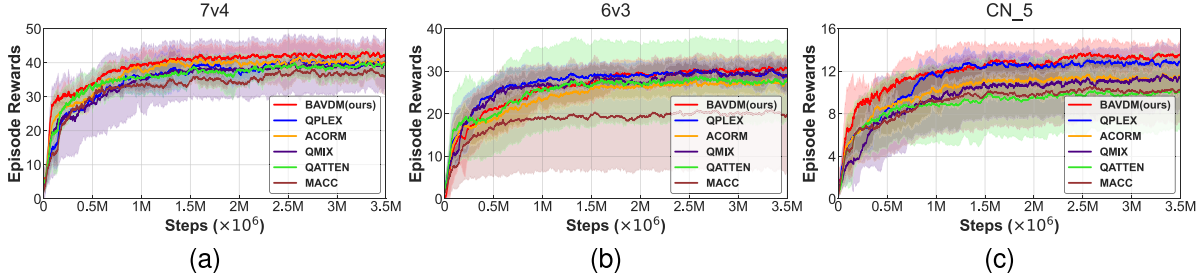 7v4
Episode Rewards
50
40
30
20
10
0
BAVDM(ours)
QPLEX
ACORM
QMIX
QATTEN
MACC
0 0.5M 1M 1.5M 2M 2.5M 3M 3.5M
Steps (×10⁶)
(a)
6v3
Episode Rewards
40
30
20
10
0
BAVDM(ours)
QPLEX
ACORM
QMIX
QATTEN
MACC
0 0.5M 1M 1.5M 2M 2.5M 3M 3.5M
Steps (×10⁶)
(b)
CN_5
Episode Rewards
16
12
8
4
0
BAVDM(ours)
QPLEX
ACORM
QMIX
QATTEN
MACC
0 0.5M 1M 1.5M 2M 2.5M 3M 3.5M
Steps (×10⁶)
(c)